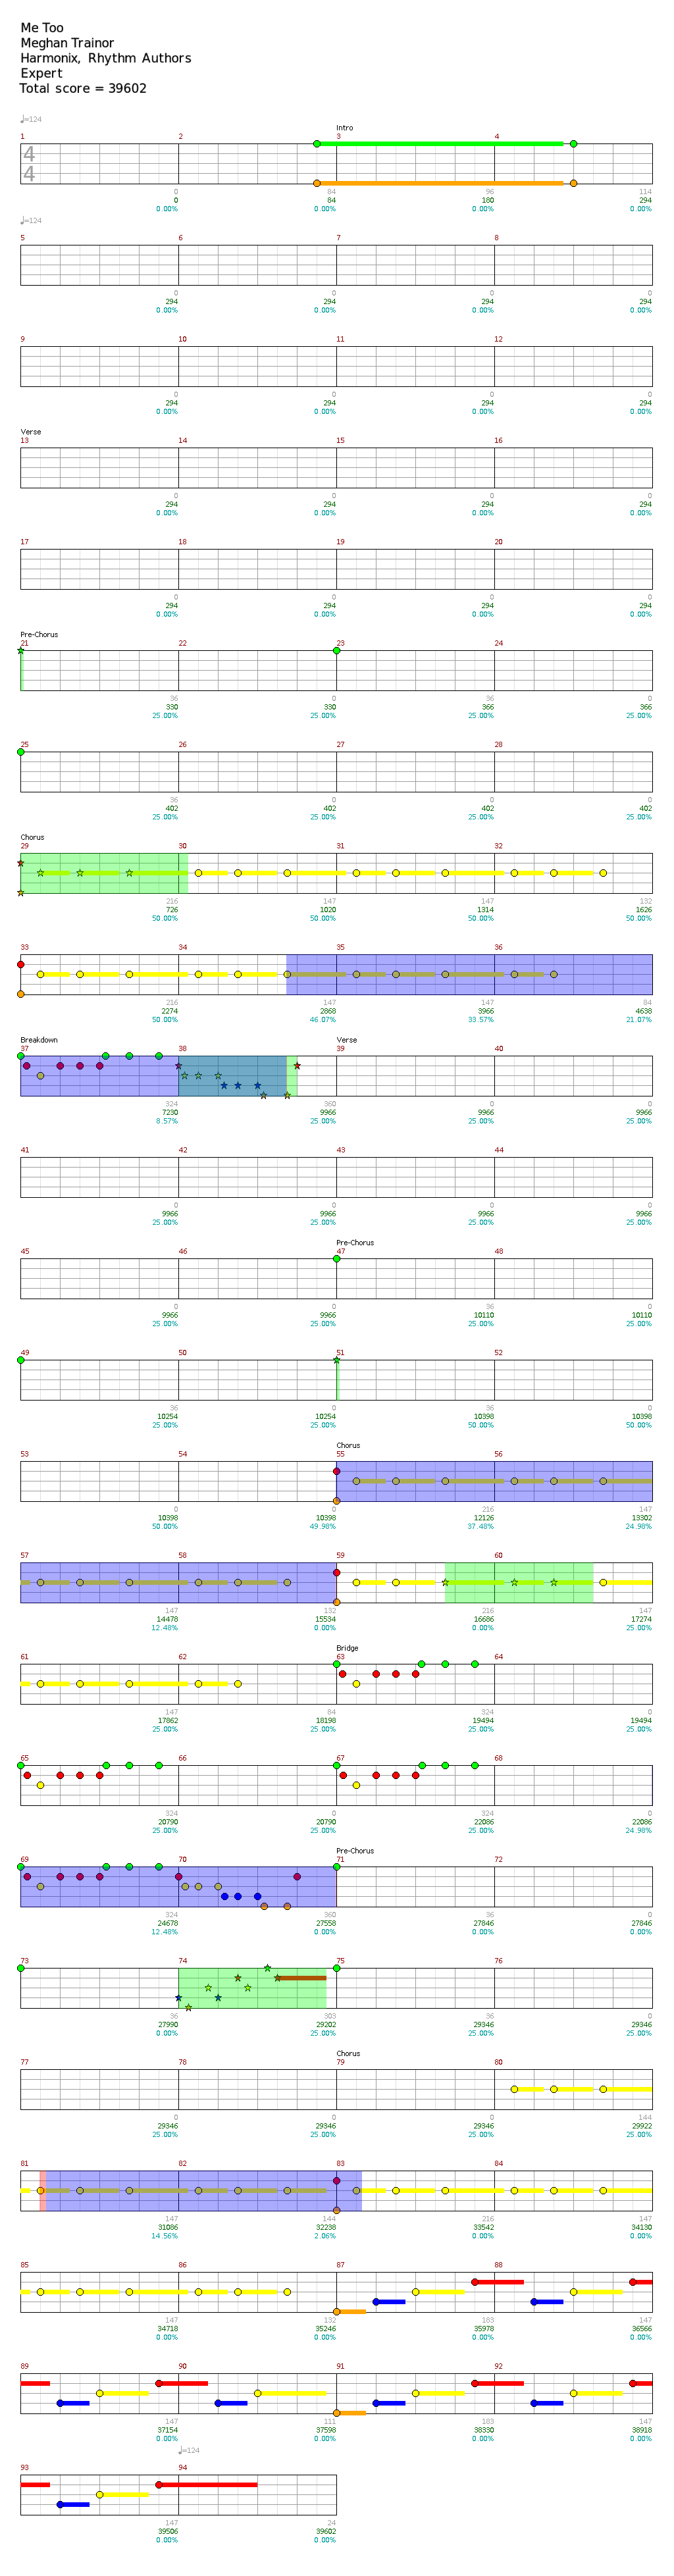 Me Too
Meghan Trainor
Harmonix, Rhythm Authors
Expert
Total score = 39602
♩=124
Intro
1 2 3 4
4
4
0 84 96 114
0 84 180 294
0.00% 0.00% 0.00% 0.00%
♩=124
5 6 7 8
0 0 0 0
294 294 294 294
0.00% 0.00% 0.00% 0.00%
9 10 11 12
0 0 0 0
294 294 294 294
0.00% 0.00% 0.00% 0.00%
Verse
13 14 15 16
0 0 0 0
294 294 294 294
0.00% 0.00% 0.00% 0.00%
17 18 19 20
0 0 0 0
294 294 294 294
0.00% 0.00% 0.00% 0.00%
Pre-Chorus
21 22 23 24
36 0 36 0
330 330 366 366
25.00% 25.00% 25.00% 25.00%
25 26 27 28
36 0 0 0
402 402 402 402
25.00% 25.00% 25.00% 25.00%
Chorus
29 30 31 32
216 147 147 132
726 1020 1314 1626
50.00% 50.00% 50.00% 50.00%
33 34 35 36
216 147 147 84
2274 2868 3966 4638
50.00% 46.07% 33.57% 21.07%
Breakdown Verse
37 38 39 40
324 360 0 0
7230 9966 9966 9966
8.57% 25.00% 25.00% 25.00%
41 42 43 44
0 0 0 0
9966 9966 9966 9966
25.00% 25.00% 25.00% 25.00%
Pre-Chorus
45 46 47 48
0 0 36 0
9966 9966 10110 10110
25.00% 25.00% 25.00% 25.00%
49 50 51 52
36 0 36 0
10254 10254 10398 10398
25.00% 25.00% 50.00% 50.00%
Chorus
53 54 55 56
0 0 216 147
10398 10398 12126 13302
50.00% 49.98% 37.48% 24.98%
57 58 59 60
147 132 216 147
14478 15534 16686 17274
12.48% 0.00% 0.00% 25.00%
Bridge
61 62 63 64
147 84 324 0
17862 18198 19494 19494
25.00% 25.00% 25.00% 25.00%
65 66 67 68
324 0 324 0
20790 20790 22086 22086
25.00% 25.00% 25.00% 24.98%
Pre-Chorus
69 70 71 72
324 360 36 0
24678 27558 27846 27846
12.48% 0.00% 0.00% 0.00%
73 74 75 76
36 303 36 0
27990 29202 29346 29346
0.00% 25.00% 25.00% 25.00%
Chorus
77 78 79 80
0 0 0 144
29346 29346 29346 29922
25.00% 25.00% 25.00% 25.00%
81 82 83 84
147 144 216 147
31086 32238 33542 34130
14.56% 2.06% 0.00% 0.00%
85 86 87 88
147 132 183 147
34718 35246 35978 36566
0.00% 0.00% 0.00% 0.00%
89 90 91 92
147 111 183 147
37154 37598 38330 38918
0.00% 0.00% 0.00% 0.00%
♩=124
93 94
147 24
39506 39602
0.00% 0.00%